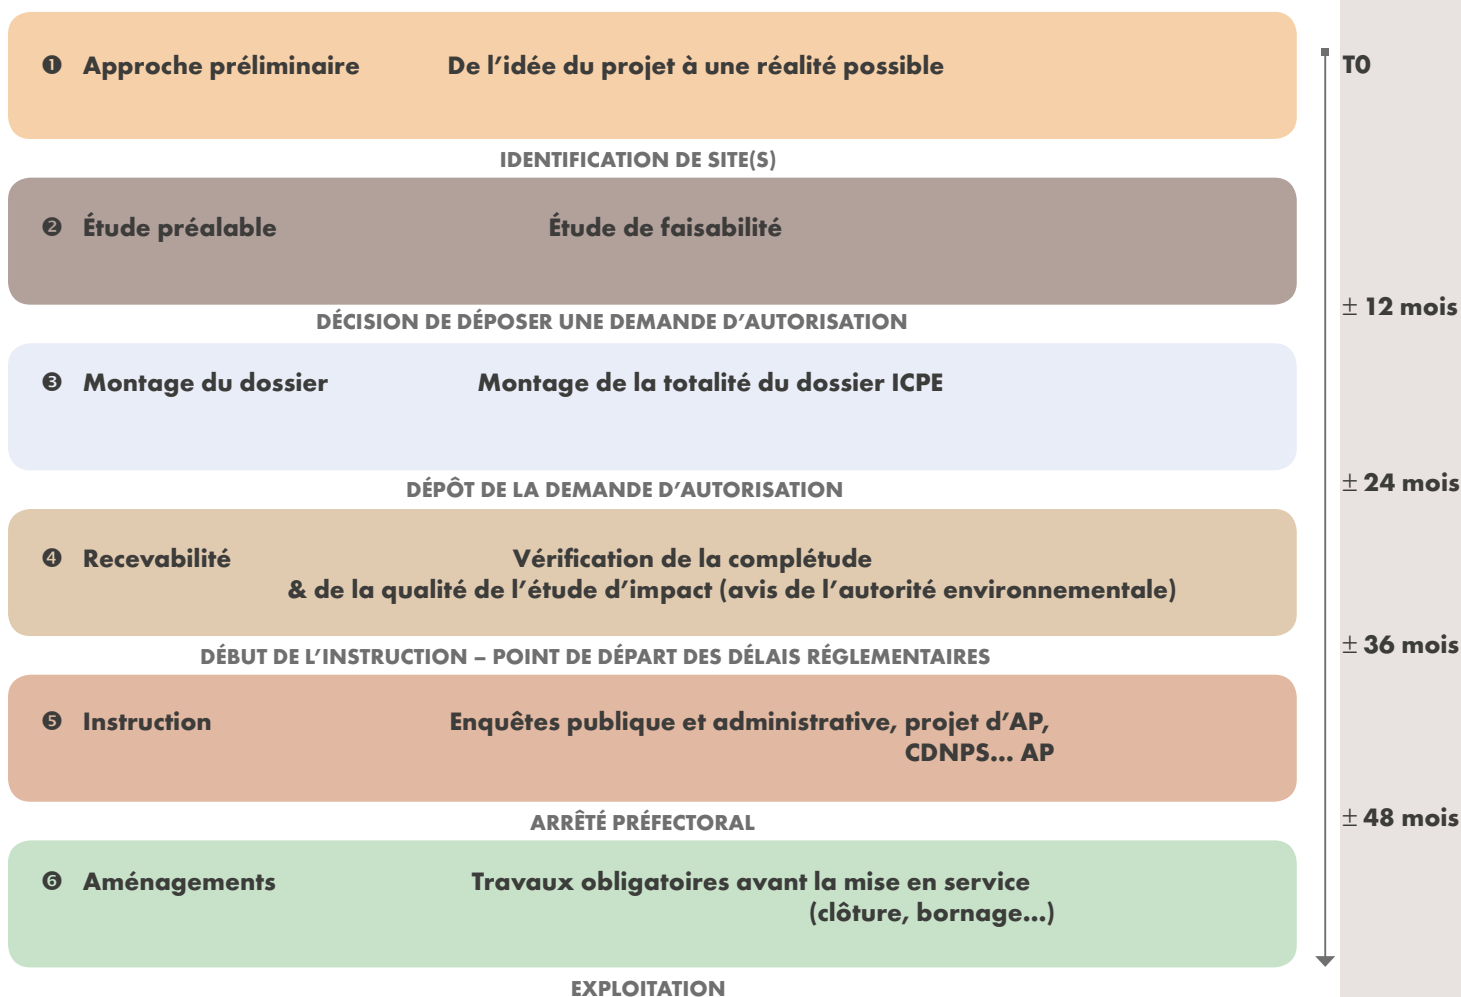 ❶ Approche préliminaire De l’idée du projet à une réalité possible
T0
IDENTIFICATION DE SITE(S)
❷ Étude préalable Étude de faisabilité
± 12 mois
DÉCISION DE DÉPOSER UNE DEMANDE D’AUTORISATION
❸ Montage du dossier Montage de la totalité du dossier ICPE
± 24 mois
DÉPÔT DE LA DEMANDE D’AUTORISATION
❹ Recevabilité Vérification de la complétude
& de la qualité de l’étude d’impact (avis de l’autorité environnementale)
± 36 mois
DÉBUT DE L’INSTRUCTION – POINT DE DÉPART DES DÉLAIS RÉGLEMENTAIRES
❺ Instruction Enquêtes publique et administrative, projet d’AP,
CDNPS... AP
± 48 mois
ARRÊTÉ PRÉFECTORAL
❻ Aménagements Travaux obligatoires avant la mise en service
(clôture, bornage...)
EXPLOITATION